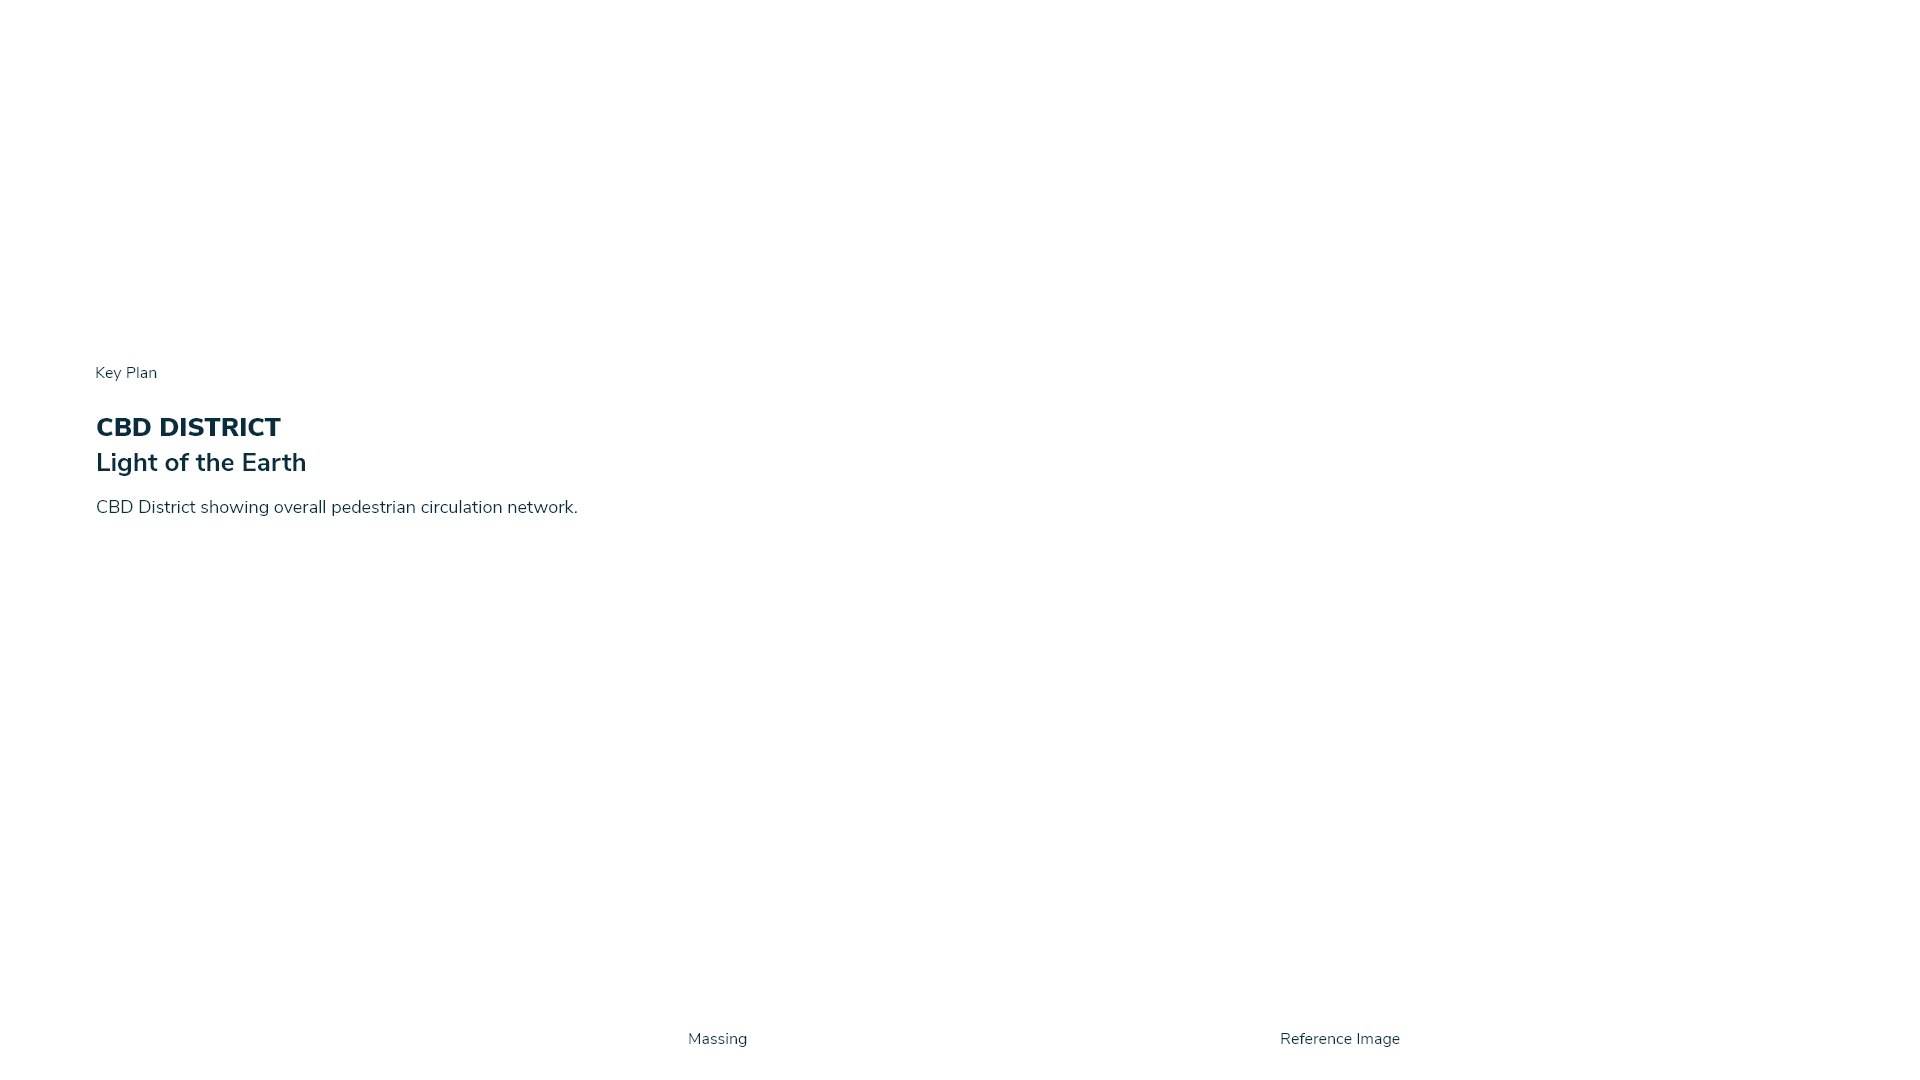 Key Plan
CBD DISTRICT
Light of the Earth
CBD District showing overall pedestrian circulation network.
Massing
Reference Image